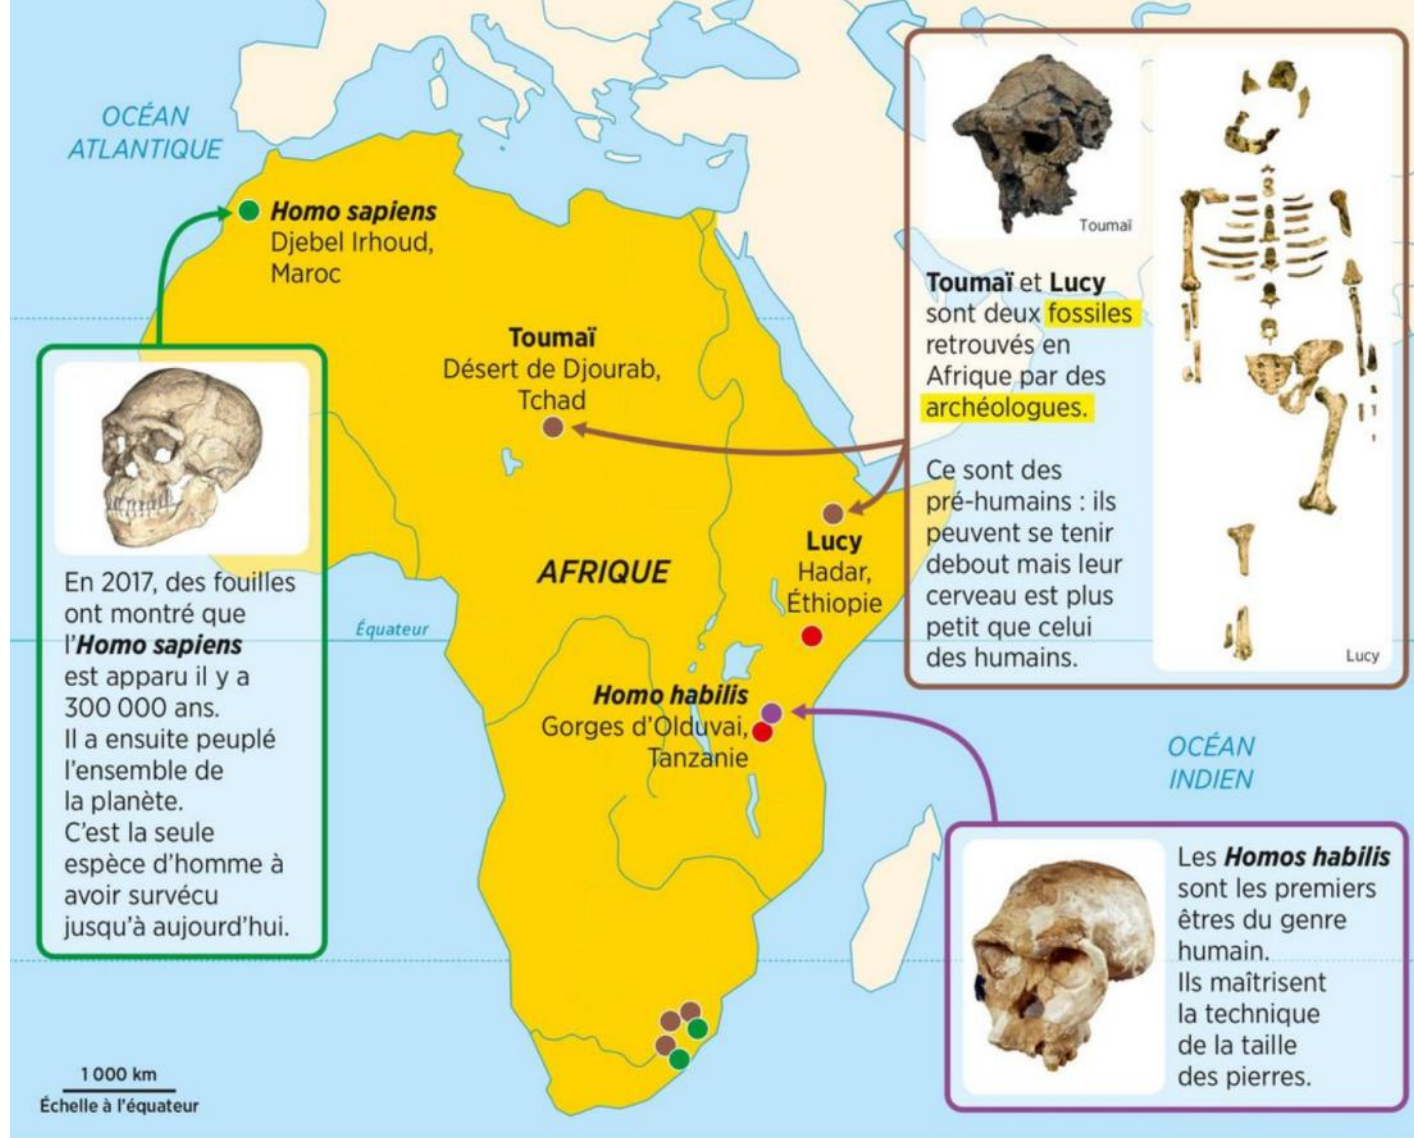 OCÉAN
ATLANTIQUE
Homo sapiens
Djebel Irhoud,
Maroc
Toumaï
Désert de Djourab,
Tchad
Toumaï
Toumaï et Lucy
sont deux fossiles
retrouvés en
Afrique par des
archéologues.
Ce sont des
pré-humains : ils
peuvent se tenir
debout mais leur
cerveau est plus
petit que celui
des humains.
Lucy
Lucy
Hadar,
Éthiopie
AFRIQUE
Équateur
En 2017, des fouilles
ont montré que
l'Homo sapiens
est apparu il y a
300 000 ans.
Il a ensuite peuplé
l'ensemble de
la planète.
C'est la seule
espèce d'homme à
avoir survécu
jusqu'à aujourd'hui.
Homo habilis
Gorges d'Olduvai,
Tanzanie
OCÉAN
INDIEN
Les Homos habilis
sont les premiers
êtres du genre
humain.
Ils maîtrisent
la technique
de la taille
des pierres.
1 000 km
Échelle à l'équateur